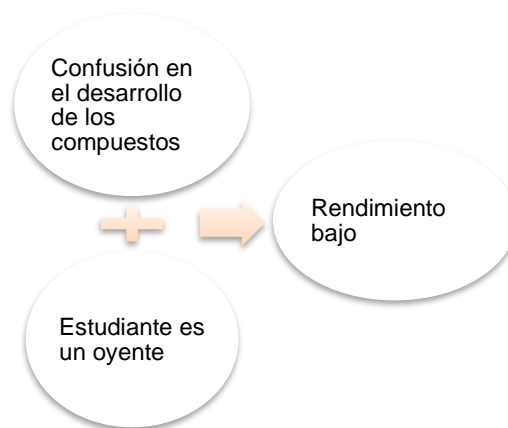 Confusión en
el desarrollo
de los
compuestos
Estudiante es
un oyente
Rendimiento
bajo